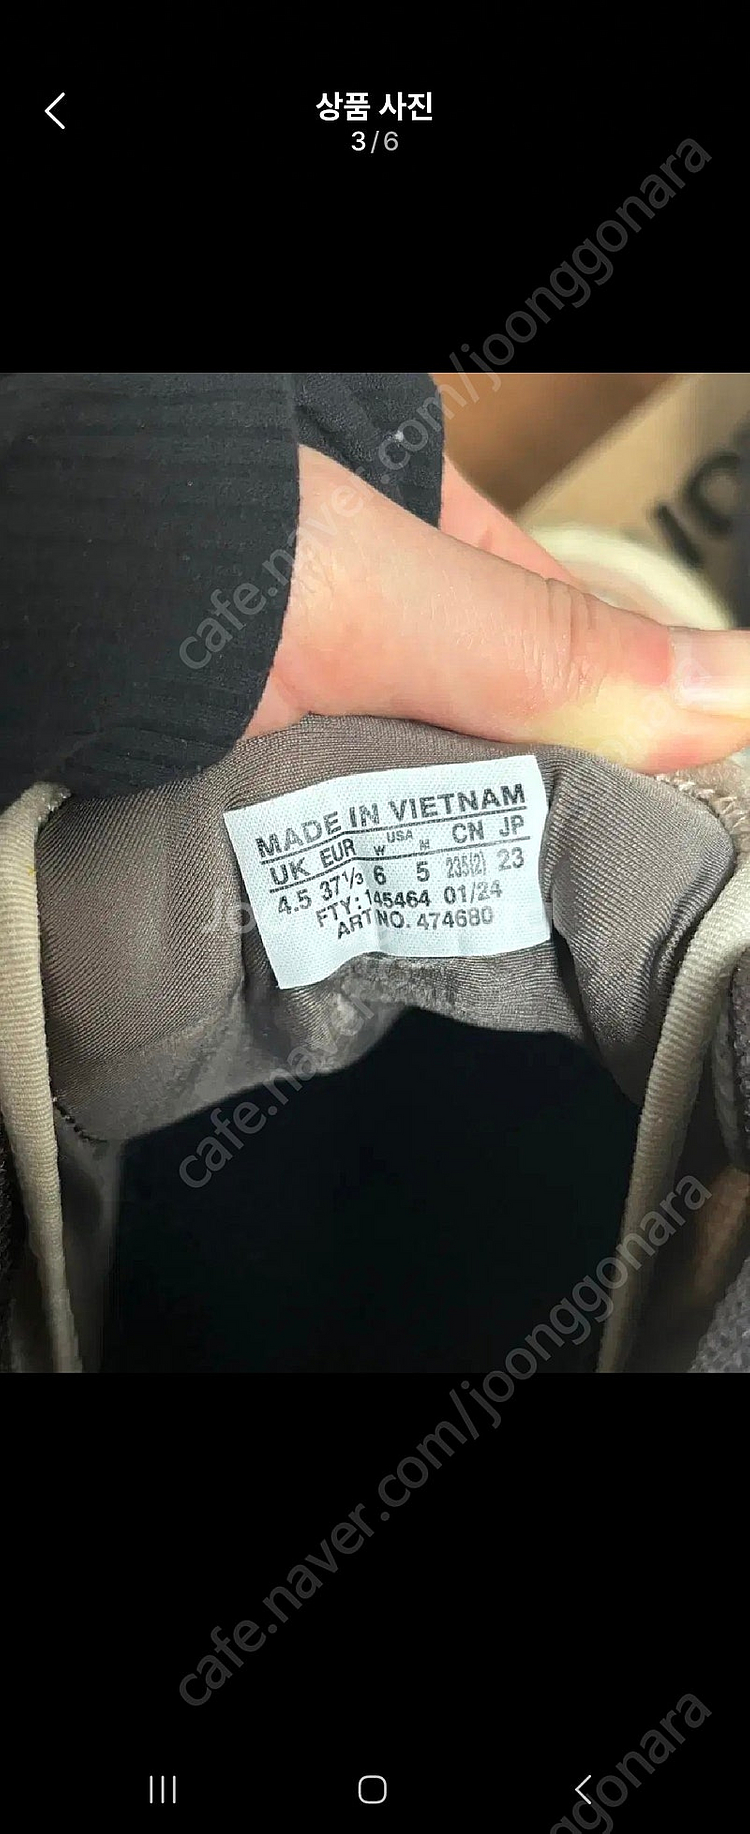 상품 사진
3/6
MADE IN VIETNAM
UK EUR W USA M CN JP
4.5 37⅓ 6 5 235(2) 23
FTY: 145464 01/24
ART NO. 474680
cafe.naver.com/joonggonara
cafe.naver.com/joonggonara
cafe.naver.com/joonggonara